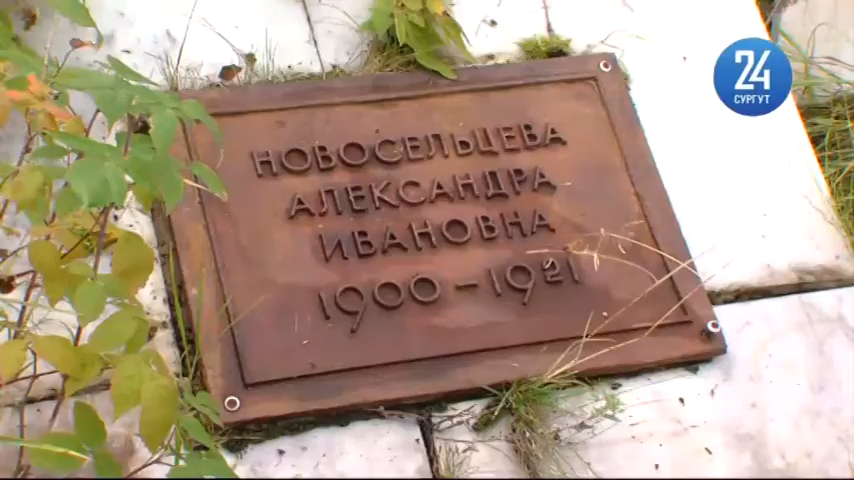 НОВОСЕЛЬЦЕВА
АЛЕКСАНДРА
ИВАНОВНА
1900 – 1921
24
СУРГУТ